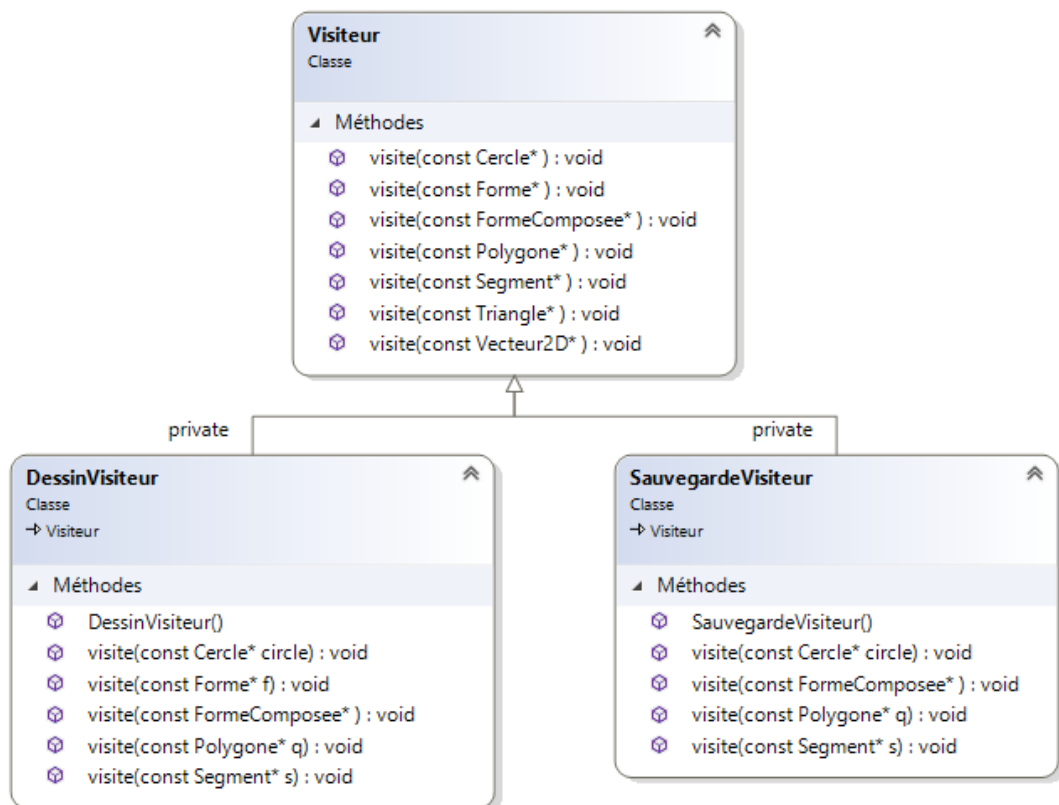 Visiteur
Classe
Méthodes
visite(const Cercle* ) : void
visite(const Forme* ) : void
visite(const FormeComposee* ) : void
visite(const Polygone* ) : void
visite(const Segment* ) : void
visite(const Triangle* ) : void
visite(const Vecteur2D* ) : void
private
private
DessinVisiteur
Classe
Visiteur
Méthodes
DessinVisiteur()
visite(const Cercle* circle) : void
visite(const Forme* f) : void
visite(const FormeComposee* ) : void
visite(const Polygone* q) : void
visite(const Segment* s) : void
SauvegardeVisiteur
Classe
Visiteur
Méthodes
SauvegardeVisiteur()
visite(const Cercle* circle) : void
visite(const FormeComposee* ) : void
visite(const Polygone* q) : void
visite(const Segment* s) : void